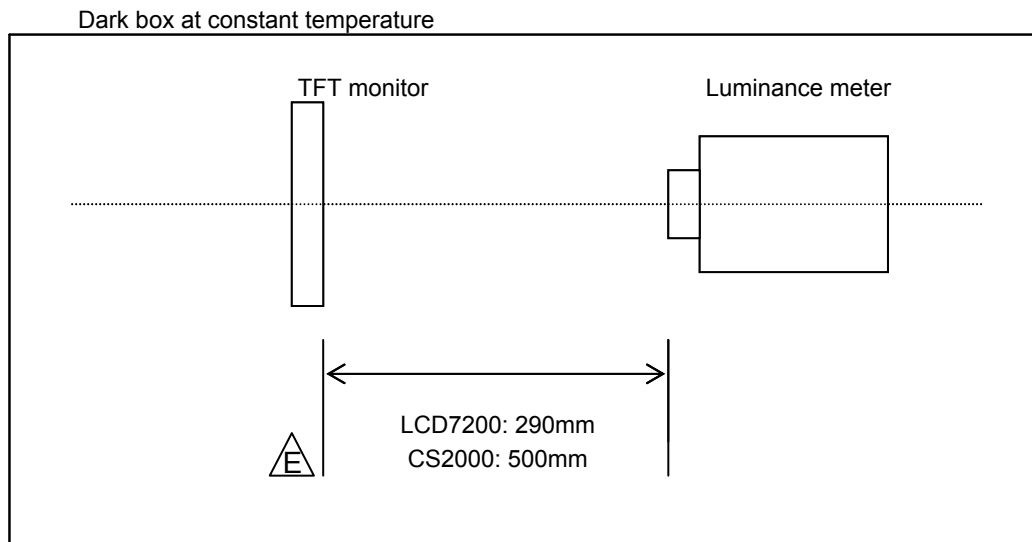 Dark box at constant temperature
TFT monitor
Luminance meter
LCD7200: 290mm
CS2000: 500mm
E